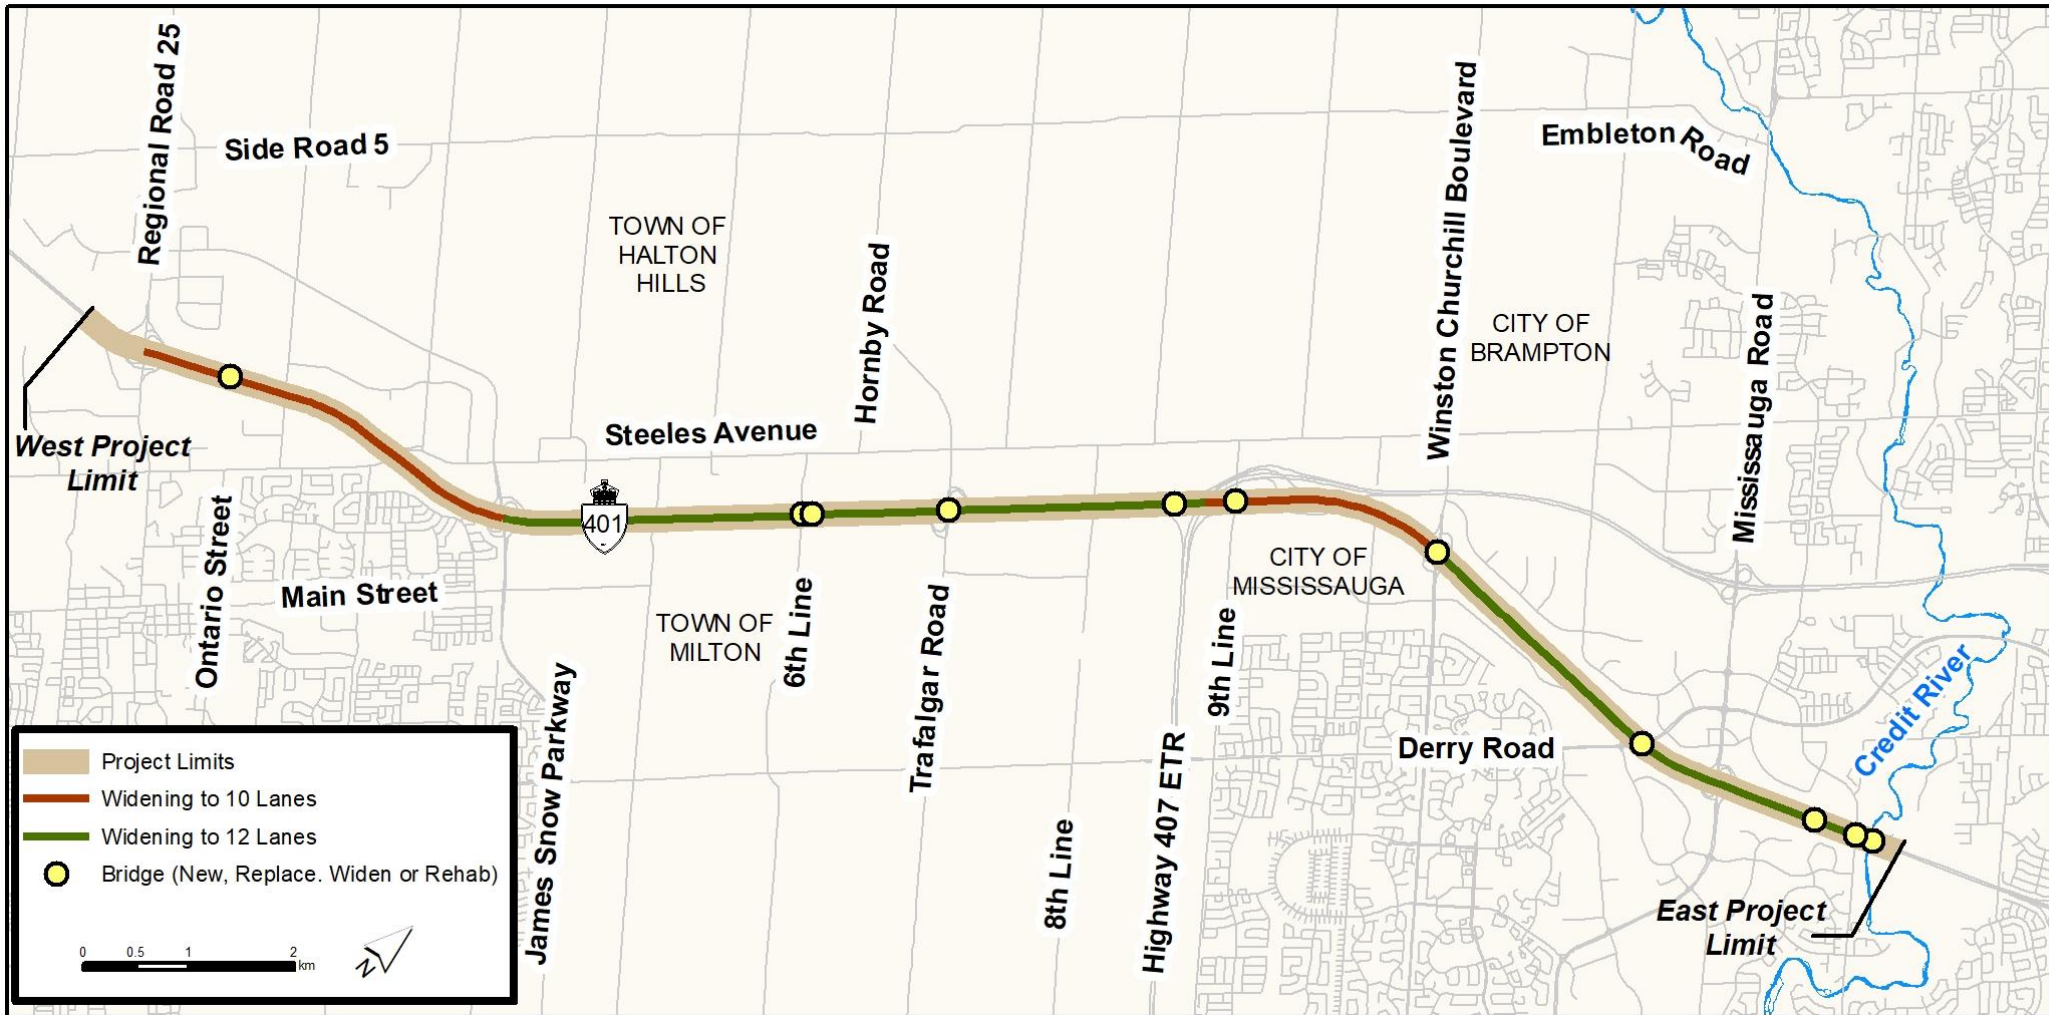 Regional Road 25
Side Road 5
TOWN OF
HALTON
HILLS
Hornby Road
Winston Churchill Boulevard
Embleton Road
CITY OF
BRAMPTON
Mississauga Road
West Project
Limit
Steeles Avenue
401
Ontario Street
Main Street
TOWN OF
MILTON
6th Line
Trafalgar Road
CITY OF
MISSISSAUGA
9th Line
James Snow Parkway
8th Line
Highway 407 ETR
Derry Road
Credit River
East Project
Limit
Project Limits
Widening to 10 Lanes
Widening to 12 Lanes
Bridge (New, Replace. Widen or Rehab)
0 0.5 1 2
km
N